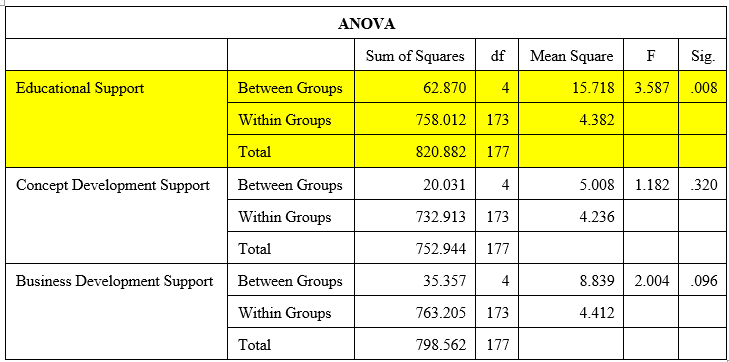 ANOVA
Sum of Squares df Mean Square F Sig.
Educational Support Between Groups 62.870 4 15.718 3.587 .008
Within Groups 758.012 173 4.382
Total 820.882 177
Concept Development Support Between Groups 20.031 4 5.008 1.182 .320
Within Groups 732.913 173 4.236
Total 752.944 177
Business Development Support Between Groups 35.357 4 8.839 2.004 .096
Within Groups 763.205 173 4.412
Total 798.562 177